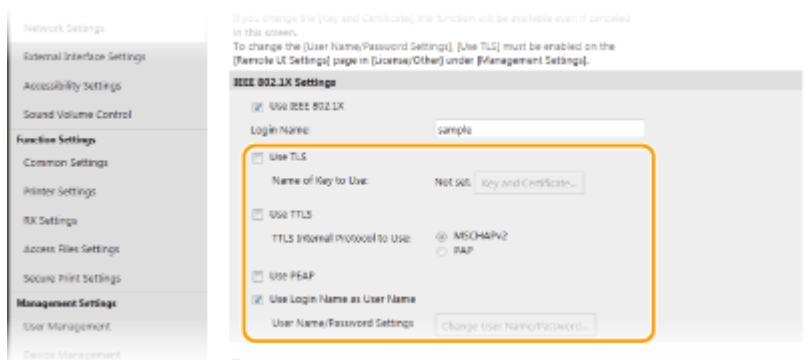 Network Settings
External Interface Settings
Accessibility Settings
Sound Volume Control
Function Settings
Common Settings
Printer Settings
RX Settings
Access Files Settings
Secure Print Settings
Management Settings
User Management
Device Management
If you change the [Key and Certificate], the function will be available even if canceled
in this screen.
To change the [User Name/Password Settings], [Use TLS] must be enabled on the
[Remote UI Settings] page in [License/Other] under [Management Settings].
IEEE 802.1X Settings
Use IEEE 802.1X
Login Name: sample
Use TLS
Name of Key to Use: Not set. Key and Certificate...
Use TTLS
TTLS Internal Protocol to Use: MSCHAPv2
PAP
Use PEAP
Use Login Name as User Name
User Name/Password Settings Change User Name/Password...